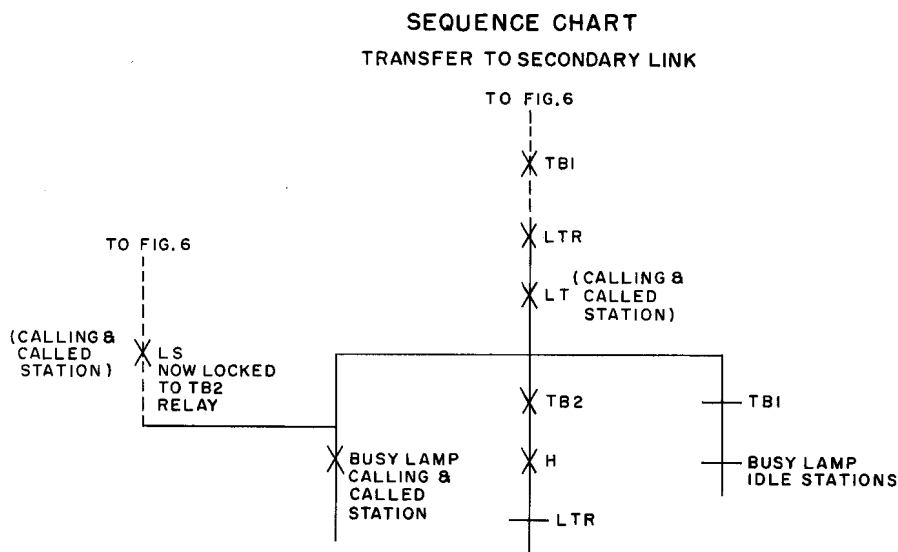 SEQUENCE CHART
TRANSFER TO SECONDARY LINK
TO FIG.6
TB1
LTR
TO FIG.6
LT (CALLING &
CALLED
STATION)
(CALLING &
CALLED
STATION)
LS
NOW LOCKED
TO TB2
RELAY
TB2
TB1
BUSY LAMP
CALLING &
CALLED
STATION
H
BUSY LAMP
IDLE STATIONS
LTR